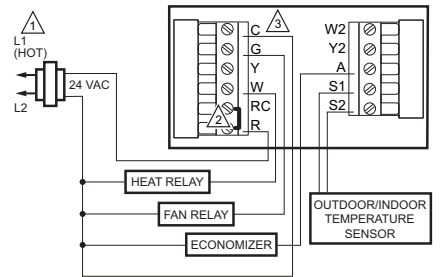 1
L1
(HOT)
L2
24 VAC
3
C
G
Y
W
RC
R
2
W2
Y2
A
S1
S2
HEAT RELAY
FAN RELAY
ECONOMIZER
OUTDOOR/INDOOR
TEMPERATURE
SENSOR